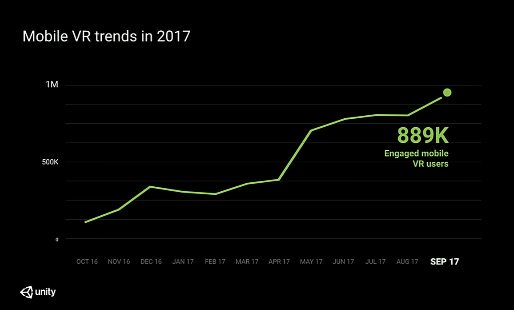 Mobile VR trends in 2017
1M
889K
Engaged mobile
VR users
500K
0
OCT 16 NOV 16 DEC 16 JAN 17 FEB 17 MAR 17 APR 17 MAY 17 JUN 17 JUL 17 AUG 17 SEP 17
unity